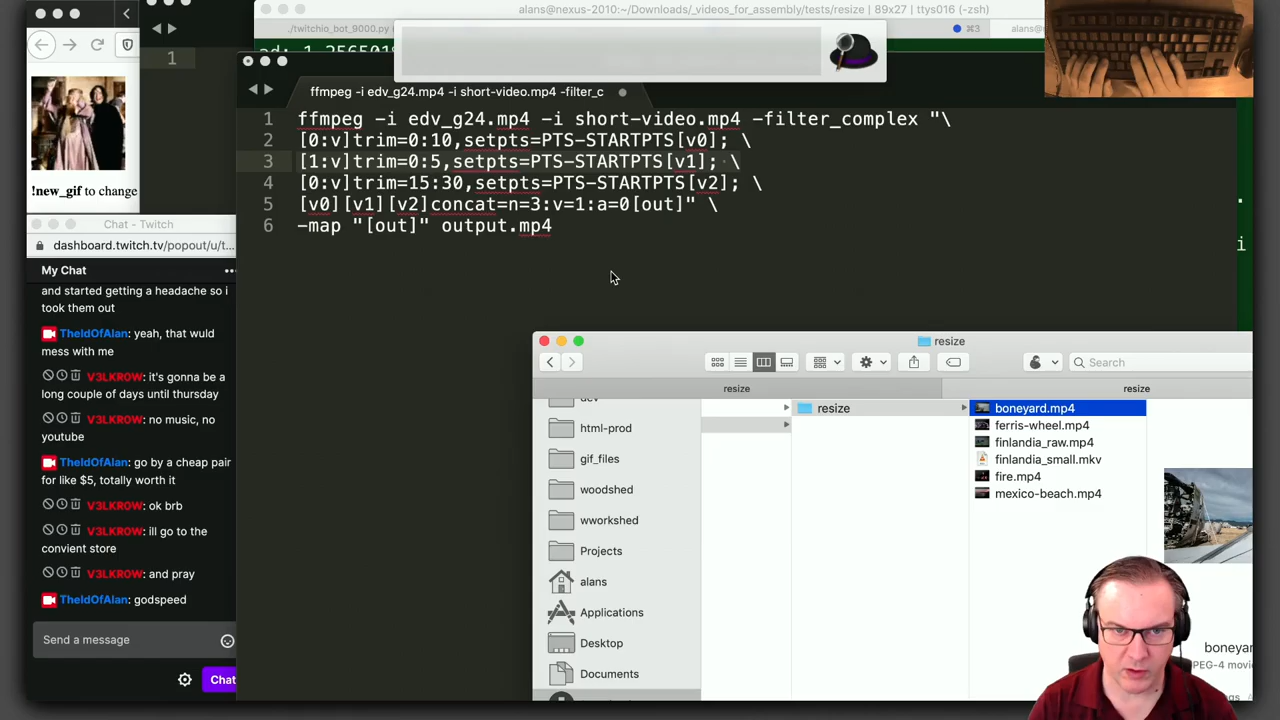 alans@nexus-2010:~/Downloads/_videos_for_assembly/tests/resize | 89x27 | ttys016 (-zsh)
./twitchio_bot_9000.py
⌘3
1
ffmpeg -i edv_g24.mp4 -i short-video.mp4 -filter_c
1 ffmpeg -i edv_g24.mp4 -i short-video.mp4 -filter_complex "\
2 [0:v]trim=0:10,setpts=PTS-STARTPTS[v0]; \
3 [1:v]trim=0:5,setpts=PTS-STARTPTS[v1]; \
4 [0:v]trim=15:30,setpts=PTS-STARTPTS[v2]; \
5 [v0][v1][v2]concat=n=3:v=1:a=0[out]" \
6 -map "[out]" output.mp4
!new_gif to change
Chat - Twitch
dashboard.twitch.tv/popout/u/t...
My Chat
and started getting a headache so i
took them out
TheIdOfAlan: yeah, that wuld
mess with me
V3LKR0W: it's gonna be a
long couple of days until thursday
V3LKR0W: no music, no
youtube
TheIdOfAlan: go by a cheap pair
for like $5, totally worth it
V3LKR0W: ok brb
V3LKR0W: ill go to the
convient store
V3LKR0W: and pray
TheIdOfAlan: godspeed
Send a message
Chat
resize
Search
resize
resize
dev
html-prod
gif_files
woodshed
wworkshed
Projects
alans
Applications
Desktop
Documents
resize
boneyard.mp4
ferris-wheel.mp4
finlandia_raw.mp4
finlandia_small.mkv
fire.mp4
mexico-beach.mp4